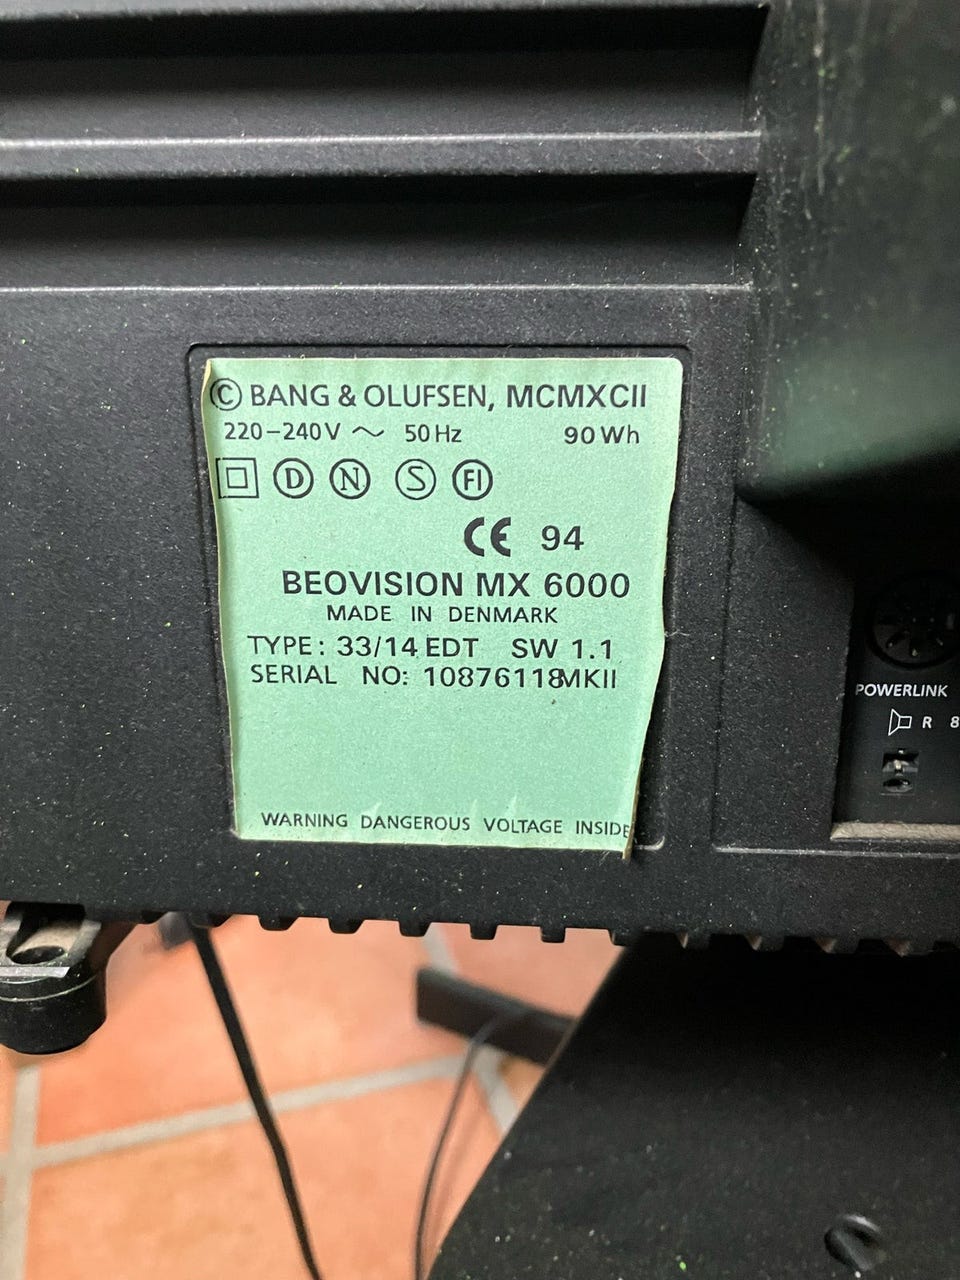 © BANG & OLUFSEN, MCMXCII
220-240V ~ 50Hz 90Wh
D N S FI
CE 94
BEOVISION MX 6000
MADE IN DENMARK
TYPE: 33/14 EDT SW 1.1
SERIAL NO: 10876118MKII
WARNING DANGEROUS VOLTAGE INSIDE
POWERLINK
R 8